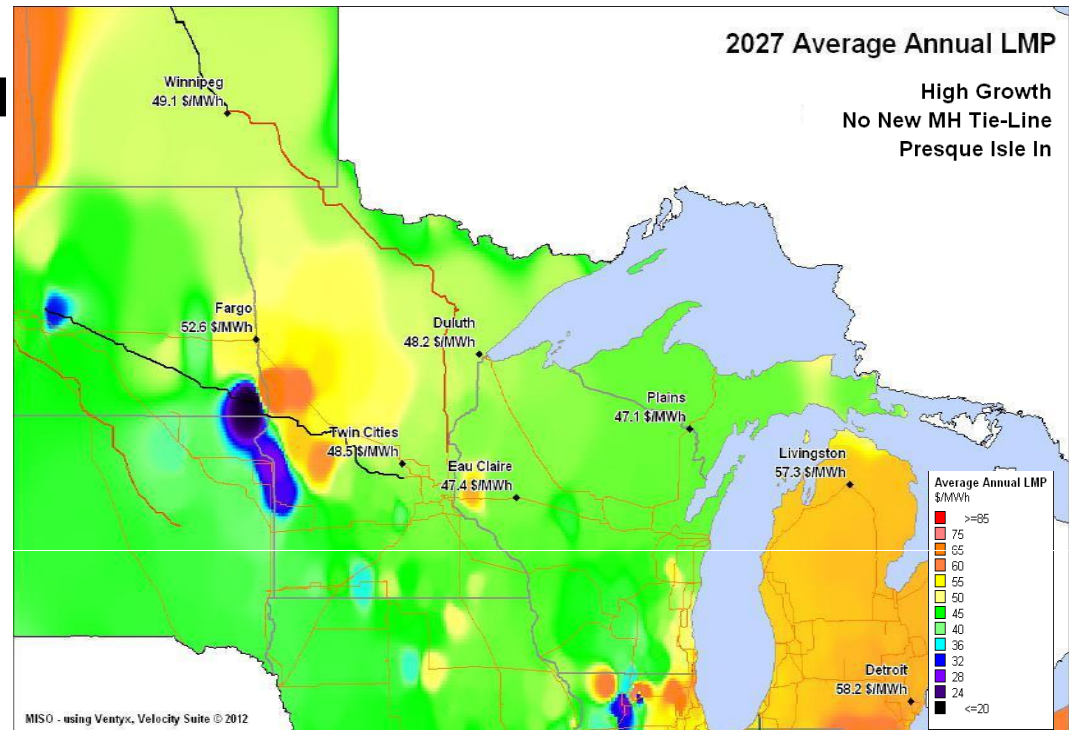 2027 Average Annual LMP
High Growth
No New MH Tie-Line
Presque Isle In
Winnipeg
49.1 $/MWh
Fargo
52.6 $/MWh
Duluth
48.2 $/MWh
Plains
47.1 $/MWh
Twin Cities
48.5 $/MWh
Eau Claire
47.4 $/MWh
Livingston
57.3 $/MWh
Detroit
58.2 $/MWh
Average Annual LMP
$/MWh
>=85
75
65
60
55
50
45
40
36
32
28
24
<=20
MISO - using Ventyx, Velocity Suite © 2012